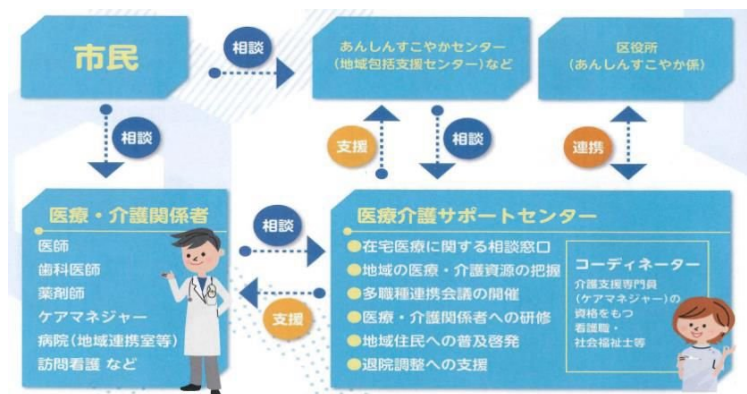 市民
相談
あんしんすこやかセンター
(地域包括支援センター)など
区役所
(あんしんすこやか係)
相談
支援
相談
連携
医療・介護関係者
医師
歯科医師
薬剤師
ケアマネジャー
病院(地域連携室等)
訪問看護 など
相談
支援
医療介護サポートセンター
●在宅医療に関する相談窓口
●地域の医療・介護資源の把握
●多職種連携会議の開催
●医療・介護関係者への研修
●地域住民への普及啓発
●退院調整への支援
コーディネーター
介護支援専門員
(ケアマネジャー)の
資格をもつ
看護職・
社会福祉士等